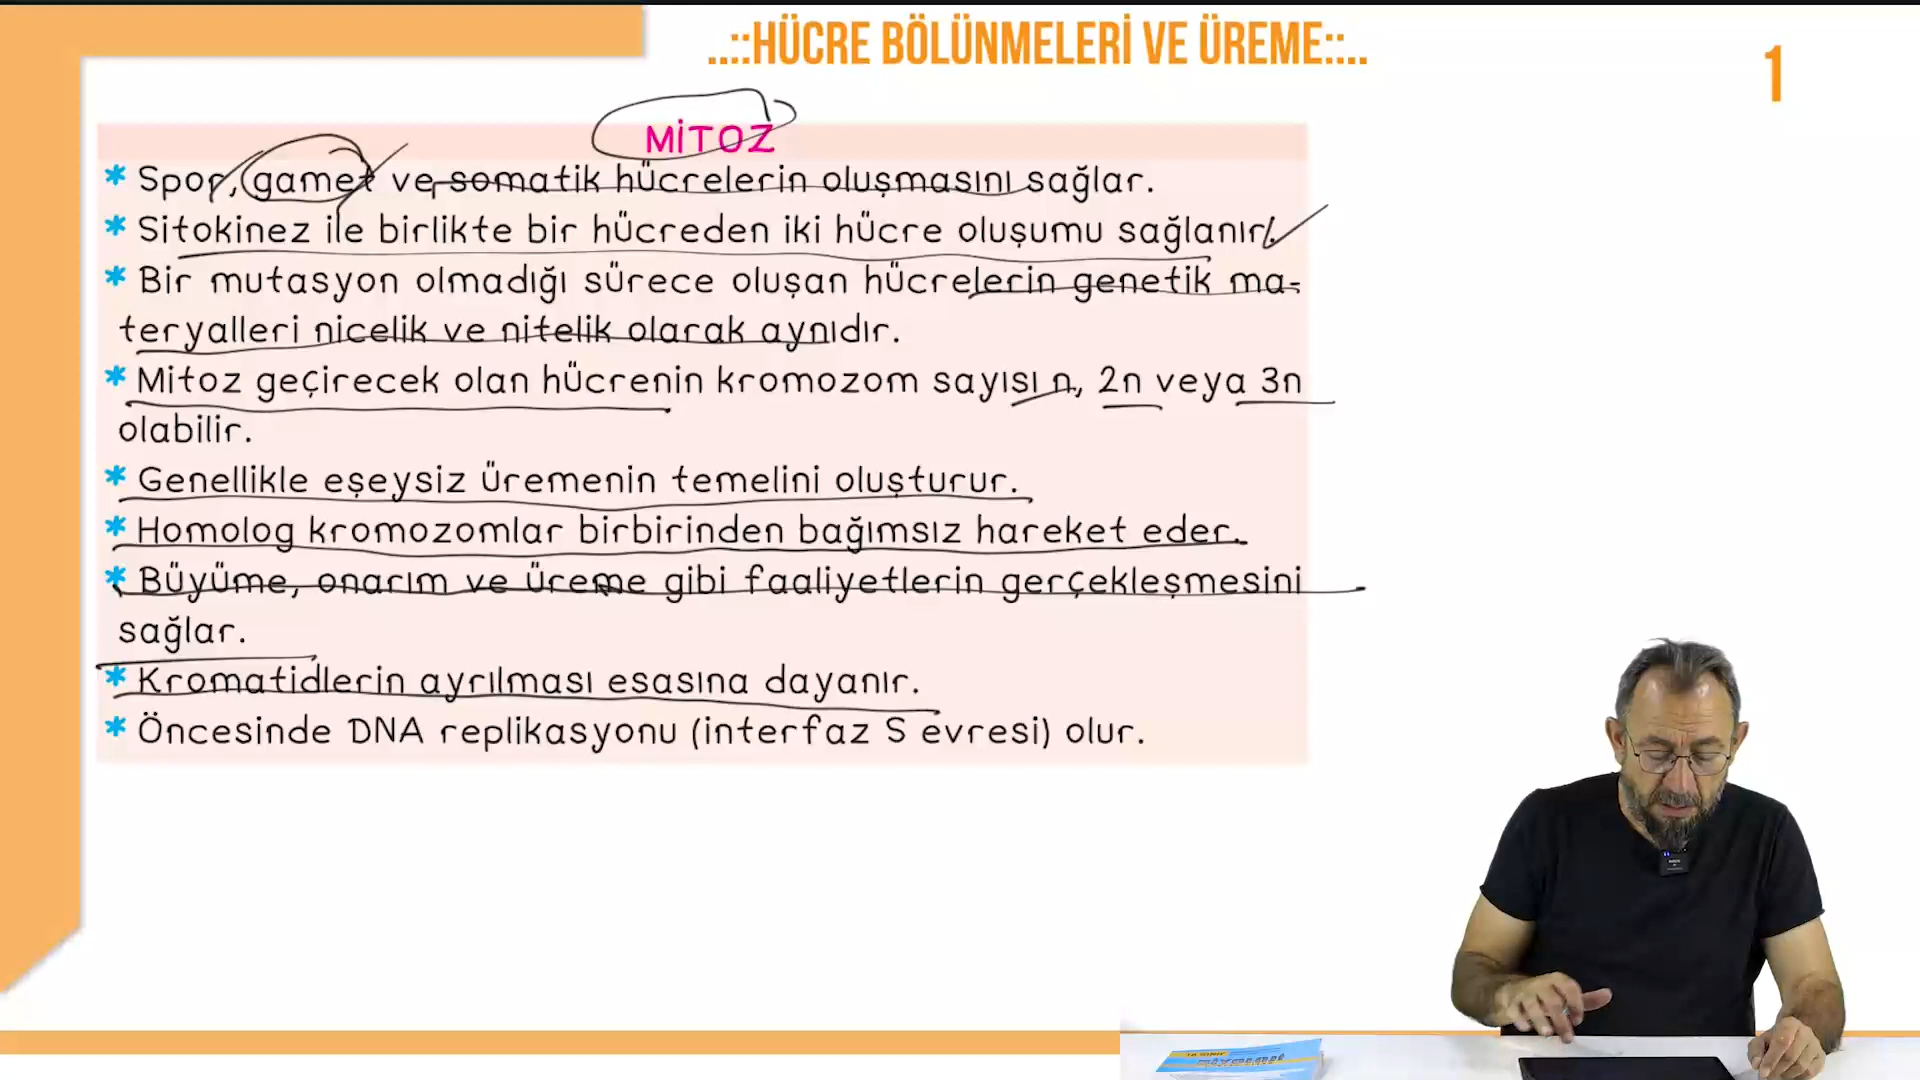 ..::HÜCRE BÖLÜNMELERİ VE ÜREME::..
1
MİTOZ
* Spor, gamet ve somatik hücrelerin oluşmasını sağlar.
* Sitokinez ile birlikte bir hücreden iki hücre oluşumu sağlanır.
* Bir mutasyon olmadığı sürece oluşan hücrelerin genetik ma-
teryalleri nicelik ve nitelik olarak aynıdır.
* Mitoz geçirecek olan hücrenin kromozom sayısı n, 2n veya 3n
olabilir.
* Genellikle eşeysiz üremenin temelini oluşturur.
* Homolog kromozomlar birbirinden bağımsız hareket eder.
* Büyüme, onarım ve üreme gibi faaliyetlerin gerçekleşmesini
sağlar.
* Kromatidlerin ayrılması esasına dayanır.
* Öncesinde DNA replikasyonu (interfaz S evresi) olur.